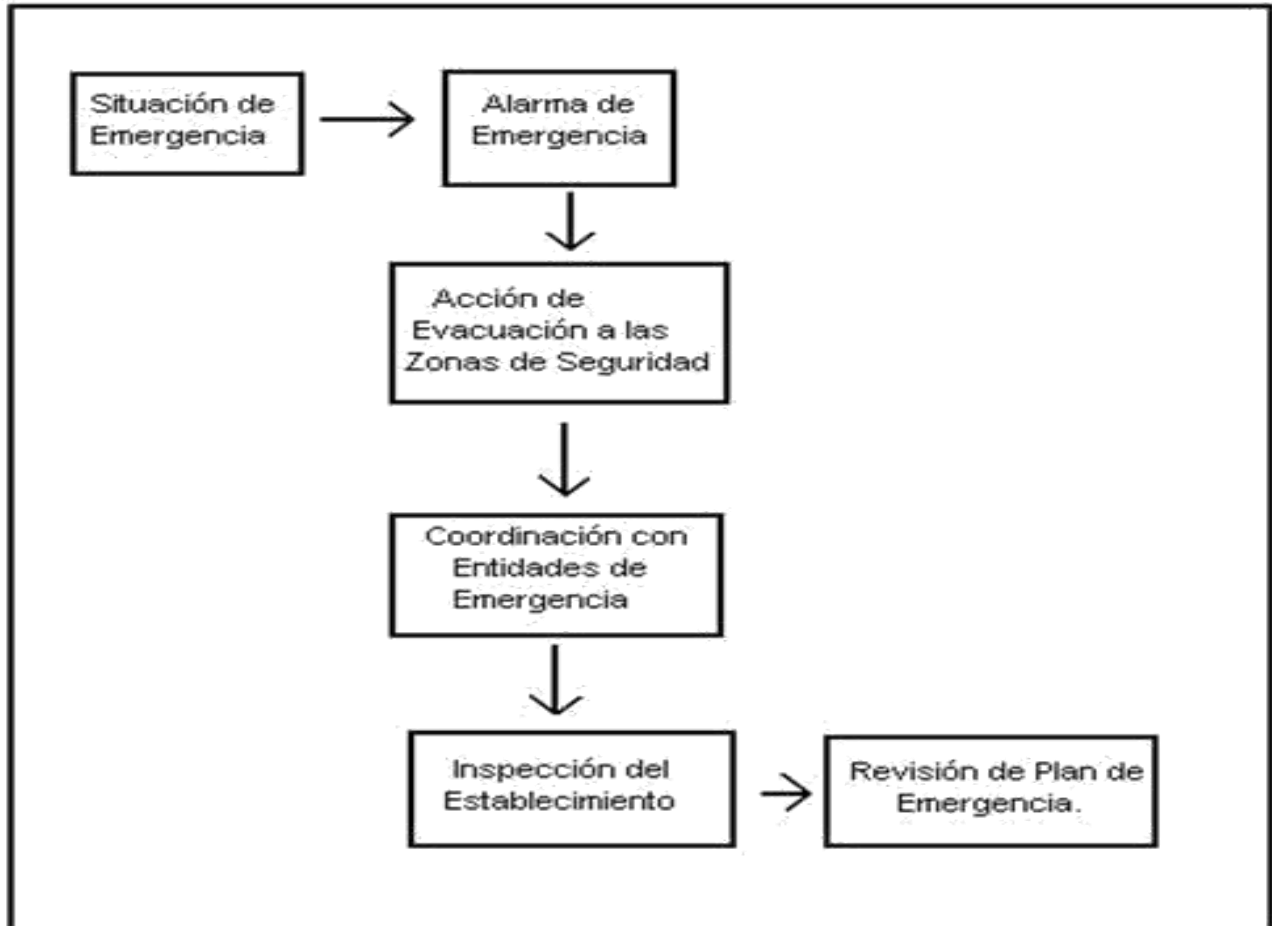 Situación de
Emergencia
Alarma de
Emergencia
Acción de
Evacuación a las
Zonas de Seguridad
Coordinación con
Entidades de
Emergencia
Inspección del
Establecimiento
Revisión de Plan de
Emergencia.